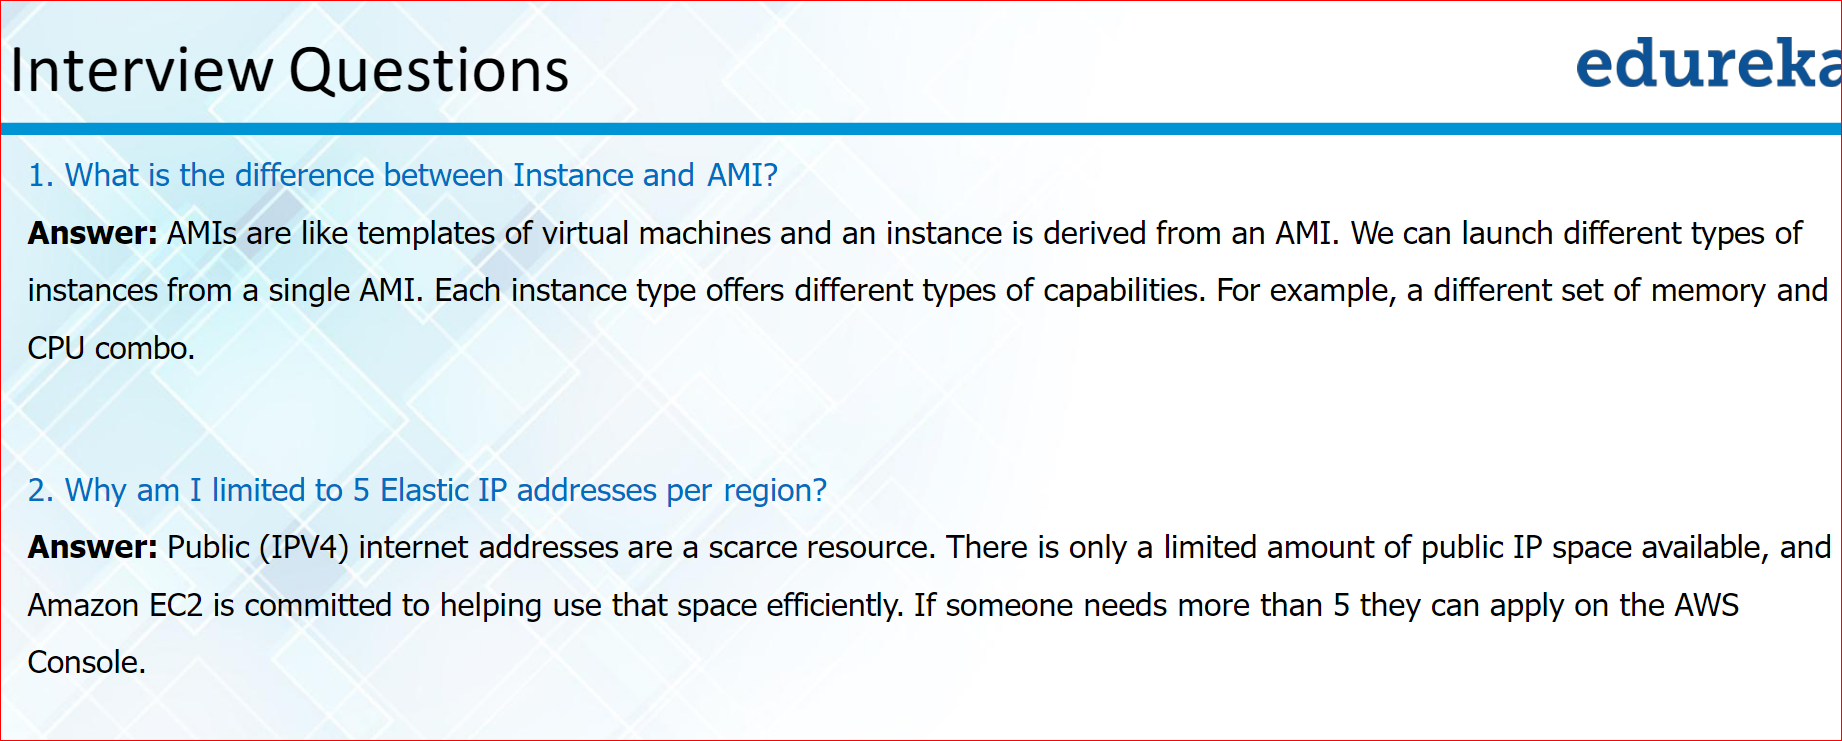 Interview Questions
edureka
1. What is the difference between Instance and AMI?
Answer: AMIs are like templates of virtual machines and an instance is derived from an AMI. We can launch different types of
instances from a single AMI. Each instance type offers different types of capabilities. For example, a different set of memory and
CPU combo.
2. Why am I limited to 5 Elastic IP addresses per region?
Answer: Public (IPV4) internet addresses are a scarce resource. There is only a limited amount of public IP space available, and
Amazon EC2 is committed to helping use that space efficiently. If someone needs more than 5 they can apply on the AWS
Console.